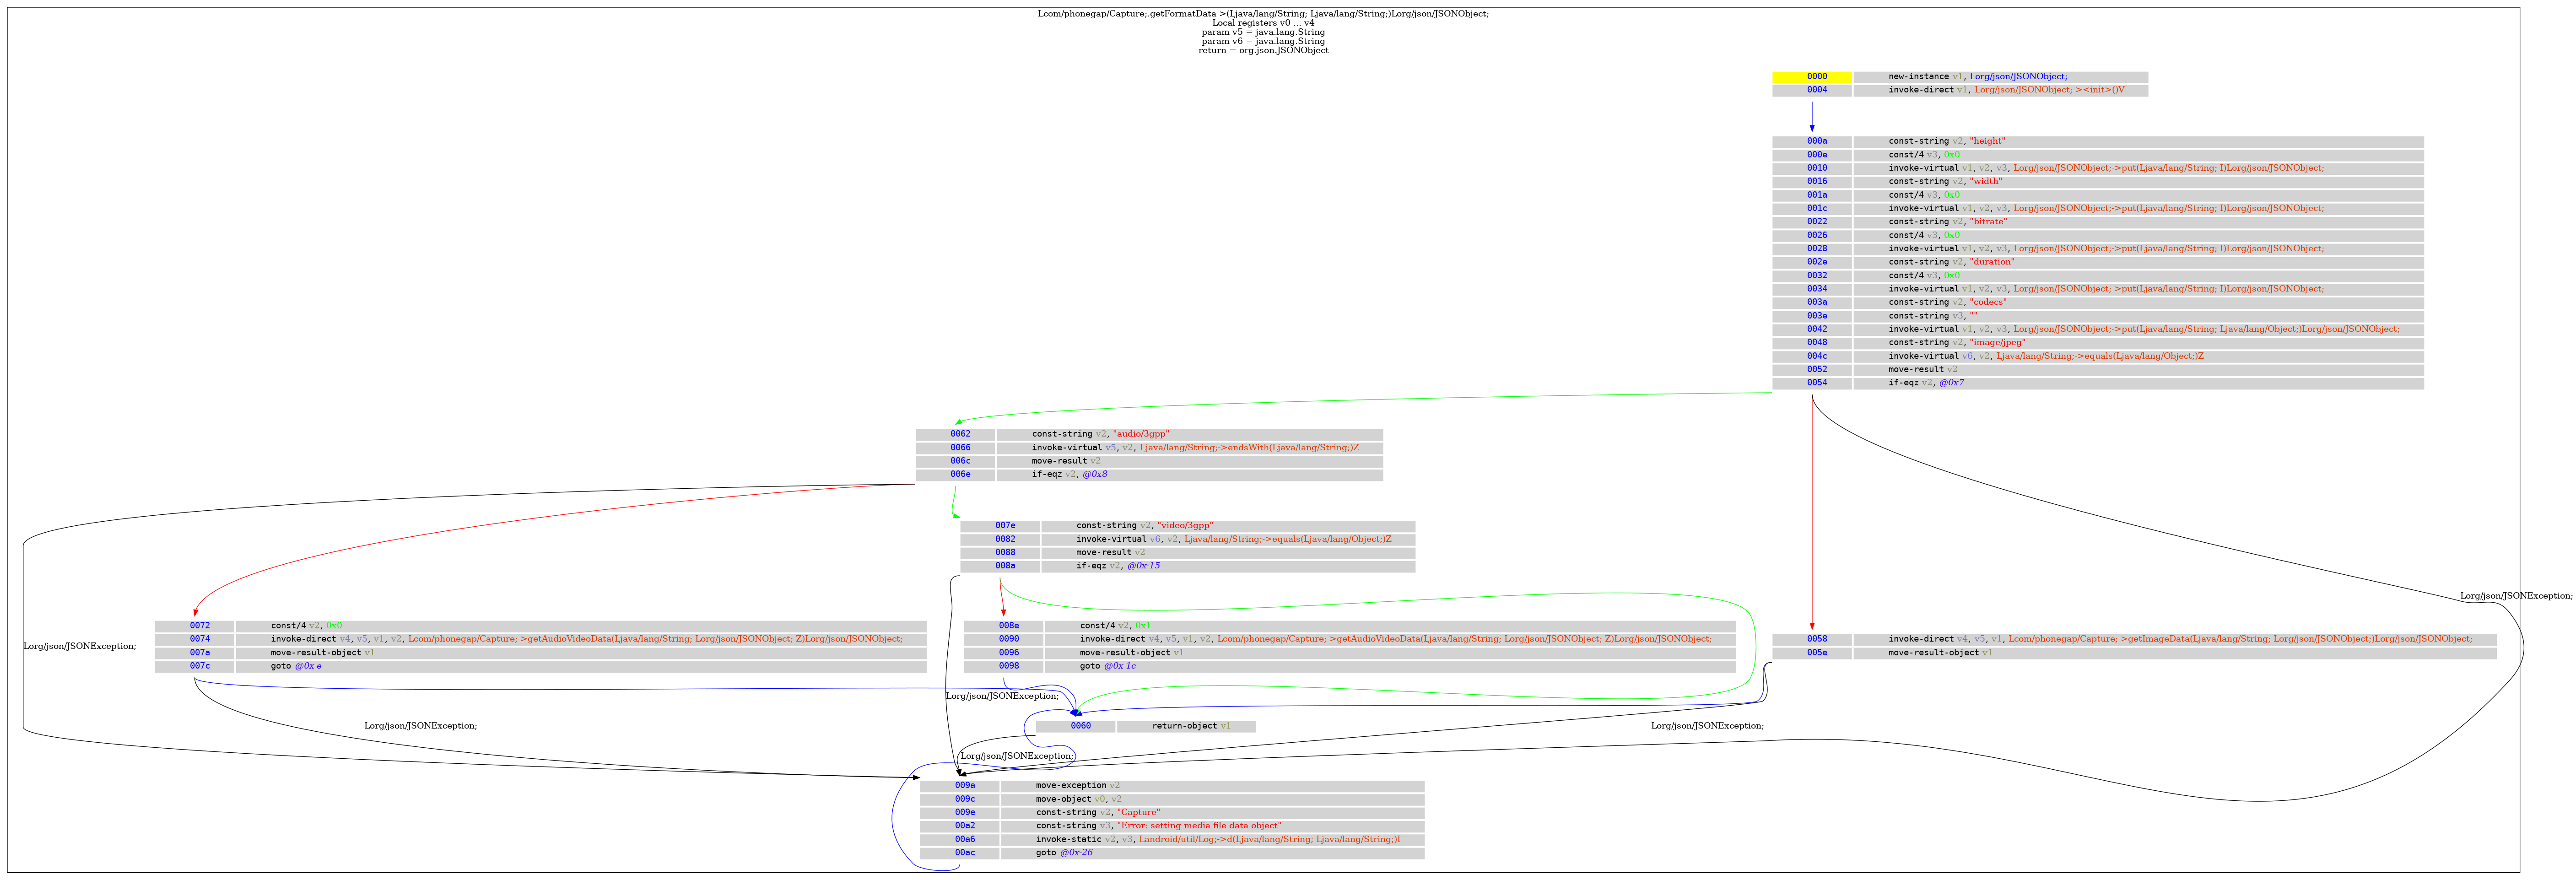 Lcom/phonegap/Capture;.getFormatData->(Ljava/lang/String; Ljava/lang/String;)Lorg/json/JSONObject;
Local registers v0 ... v4
param v5 = java.lang.String
param v6 = java.lang.String
return = org.json.JSONObject
0000 new-instance v1, Lorg/json/JSONObject;
0004 invoke-direct v1, Lorg/json/JSONObject;-><init>()V
000a const-string v2, "height"
000e const/4 v3, 0x0
0010 invoke-virtual v1, v2, v3, Lorg/json/JSONObject;->put(Ljava/lang/String; I)Lorg/json/JSONObject;
0016 const-string v2, "width"
001a const/4 v3, 0x0
001c invoke-virtual v1, v2, v3, Lorg/json/JSONObject;->put(Ljava/lang/String; I)Lorg/json/JSONObject;
0022 const-string v2, "bitrate"
0026 const/4 v3, 0x0
0028 invoke-virtual v1, v2, v3, Lorg/json/JSONObject;->put(Ljava/lang/String; I)Lorg/json/JSONObject;
002e const-string v2, "duration"
0032 const/4 v3, 0x0
0034 invoke-virtual v1, v2, v3, Lorg/json/JSONObject;->put(Ljava/lang/String; I)Lorg/json/JSONObject;
003a const-string v2, "codecs"
003e const-string v3, ""
0042 invoke-virtual v1, v2, v3, Lorg/json/JSONObject;->put(Ljava/lang/String; Ljava/lang/Object;)Lorg/json/JSONObject;
0048 const-string v2, "image/jpeg"
004c invoke-virtual v6, v2, Ljava/lang/String;->equals(Ljava/lang/Object;)Z
0052 move-result v2
0054 if-eqz v2, @0x7
0062 const-string v2, "audio/3gpp"
0066 invoke-virtual v5, v2, Ljava/lang/String;->endsWith(Ljava/lang/String;)Z
006c move-result v2
006e if-eqz v2, @0x8
007e const-string v2, "video/3gpp"
0082 invoke-virtual v6, v2, Ljava/lang/String;->equals(Ljava/lang/Object;)Z
0088 move-result v2
008a if-eqz v2, @0x-15
Lorg/json/JSONException;
Lorg/json/JSONException;
0072 const/4 v2, 0x0
0074 invoke-direct v4, v5, v1, v2, Lcom/phonegap/Capture;->getAudioVideoData(Ljava/lang/String; Lorg/json/JSONObject; Z)Lorg/json/JSONObject;
007a move-result-object v1
007c goto @0x-e
008e const/4 v2, 0x1
0090 invoke-direct v4, v5, v1, v2, Lcom/phonegap/Capture;->getAudioVideoData(Ljava/lang/String; Lorg/json/JSONObject; Z)Lorg/json/JSONObject;
0096 move-result-object v1
0098 goto @0x-1c
0058 invoke-direct v4, v5, v1, Lcom/phonegap/Capture;->getImageData(Ljava/lang/String; Lorg/json/JSONObject;)Lorg/json/JSONObject;
005e move-result-object v1
Lorg/json/JSONException;
Lorg/json/JSONException;
0060 return-object v1
Lorg/json/JSONException;
Lorg/json/JSONException;
009a move-exception v2
009c move-object v0, v2
009e const-string v2, "Capture"
00a2 const-string v3, "Error: setting media file data object"
00a6 invoke-static v2, v3, Landroid/util/Log;->d(Ljava/lang/String; Ljava/lang/String;)I
00ac goto @0x-26